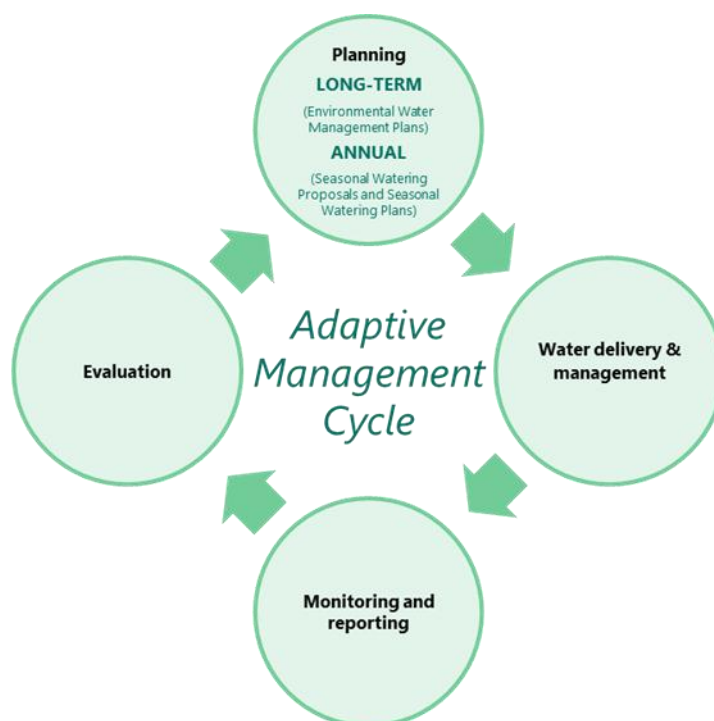 Planning
LONG-TERM
(Environmental Water
Management Plans)
ANNUAL
(Seasonal Watering
Proposals and Seasonal
Watering Plans)
Water delivery &
management
Monitoring and
reporting
Evaluation
Adaptive
Management
Cycle